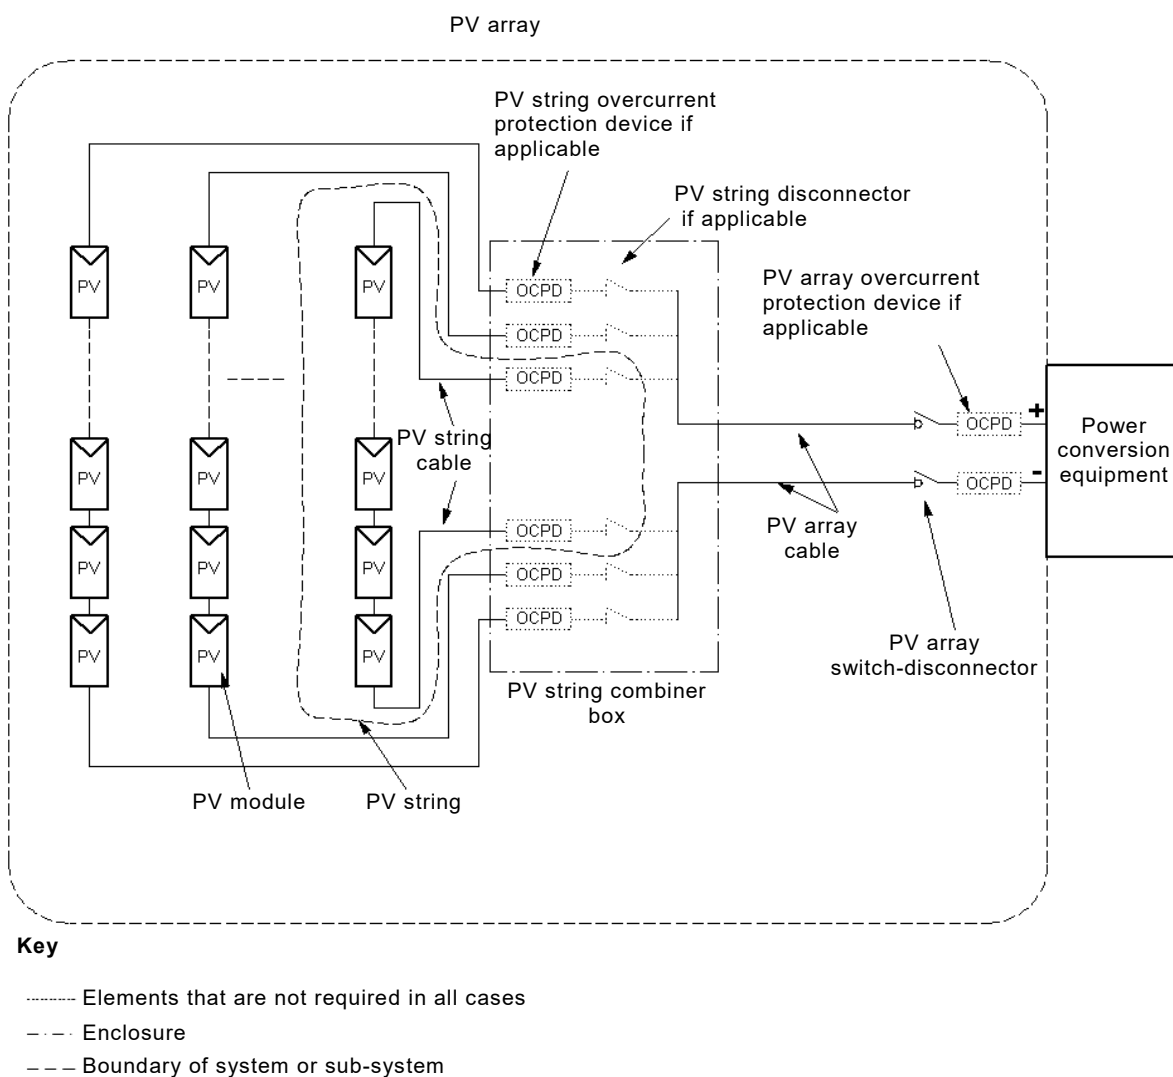 PV array
PV string overcurrent
protection device if
applicable
PV string disconnector
if applicable
PV array overcurrent
protection device if
applicable
PV
PV
PV
OCPD
OCPD
OCPD
PV string
cable
OCPD
+
OCPD
-
Power
conversion
equipment
PV
PV
PV
PV array
cable
PV
PV
PV
OCPD
OCPD
OCPD
PV
PV
PV
PV array
switch-disconnector
PV string combiner
box
PV module
PV string
Key
Elements that are not required in all cases
Enclosure
Boundary of system or sub-system